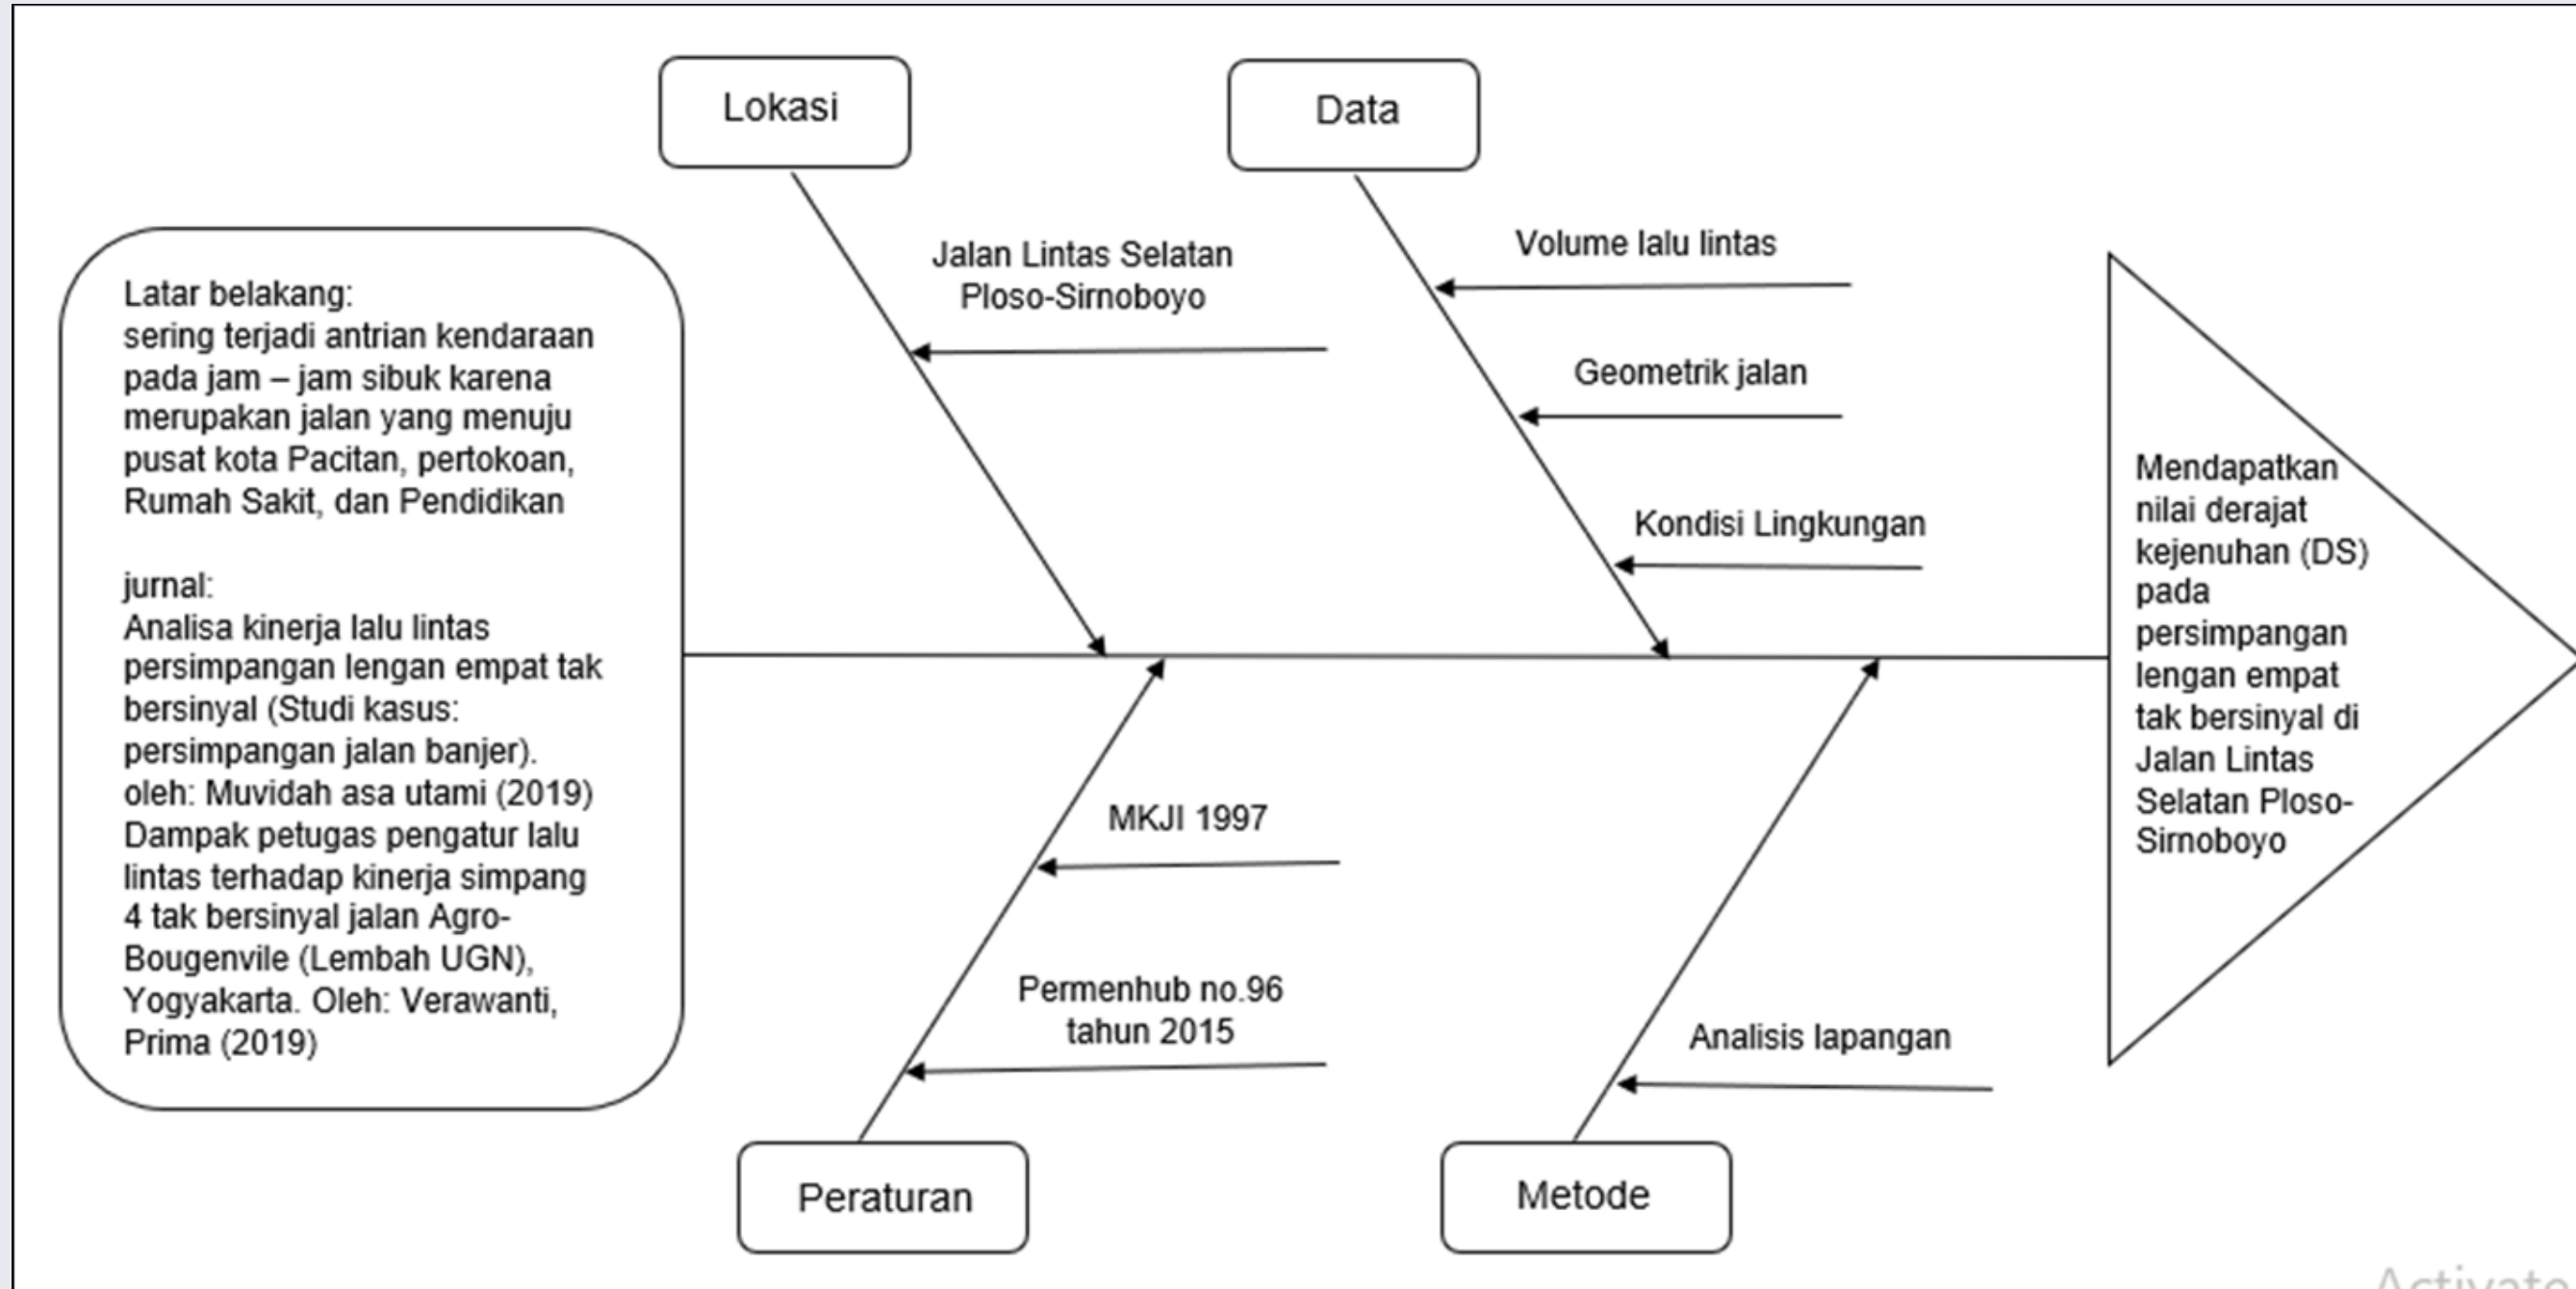 Lokasi
Data
Jalan Lintas Selatan
Ploso-Sirnoboyo
Volume lalu lintas
Geometrik jalan
Kondisi Lingkungan
Latar belakang:
sering terjadi antrian kendaraan
pada jam – jam sibuk karena
merupakan jalan yang menuju
pusat kota Pacitan, pertokoan,
Rumah Sakit, dan Pendidikan
jurnal:
Analisa kinerja lalu lintas
persimpangan lengan empat tak
bersinyal (Studi kasus:
persimpangan jalan banjer).
oleh: Muvidah asa utami (2019)
Dampak petugas pengatur lalu
lintas terhadap kinerja simpang
4 tak bersinyal jalan Agro-
Bougenvile (Lembah UGN),
Yogyakarta. Oleh: Verawanti,
Prima (2019)
Mendapatkan
nilai derajat
kejenuhan (DS)
pada
persimpangan
lengan empat
tak bersinyal di
Jalan Lintas
Selatan Ploso-
Sirnoboyo
MKJI 1997
Permenhub no.96
tahun 2015
Analisis lapangan
Peraturan
Metode
Activate